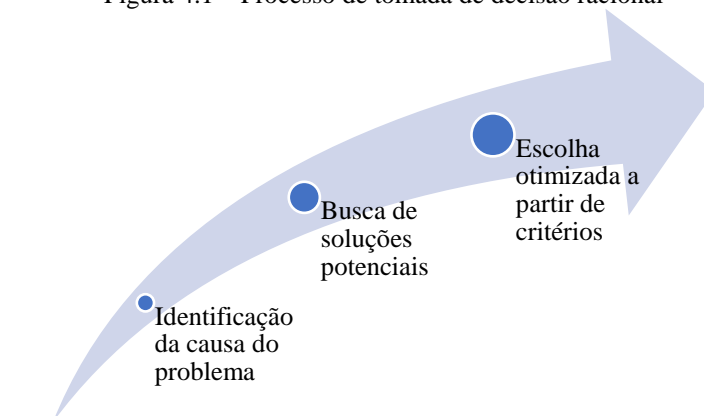 Figura 4.1 – Processo de tomada de decisão racional
Identificação
da causa do
problema
Busca de
soluções
potenciais
Escolha
otimizada a
partir de
critérios